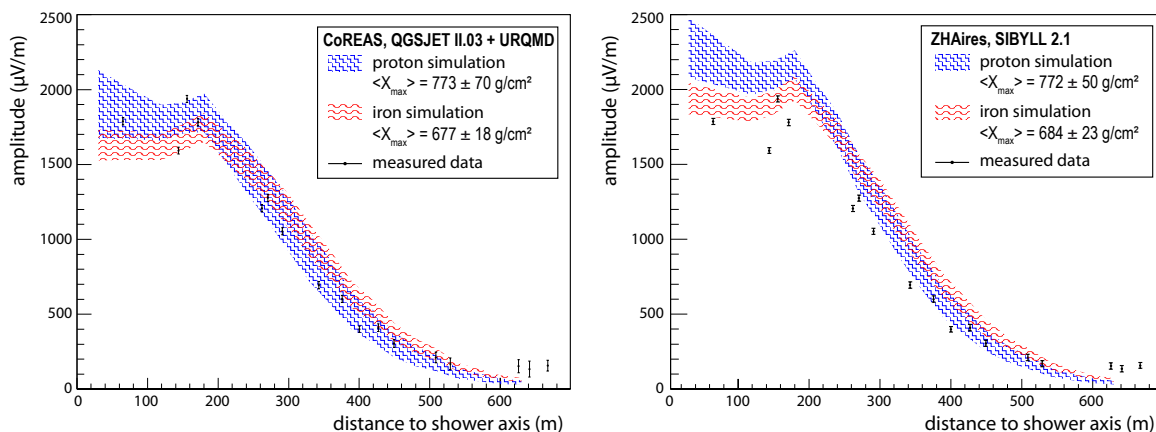 2500
2000
1500
1000
500
0
amplitude (μV/m)
CoREAS, QGSJET II.03 + URQMD
proton simulation
<Xmax> = 773 ± 70 g/cm²
iron simulation
<Xmax> = 677 ± 18 g/cm²
measured data
0 100 200 300 400 500 600
distance to shower axis (m)
2500
2000
1500
1000
500
0
amplitude (μV/m)
ZHAires, SIBYLL 2.1
proton simulation
<Xmax> = 772 ± 50 g/cm²
iron simulation
<Xmax> = 684 ± 23 g/cm²
measured data
0 100 200 300 400 500 600
distance to shower axis (m)